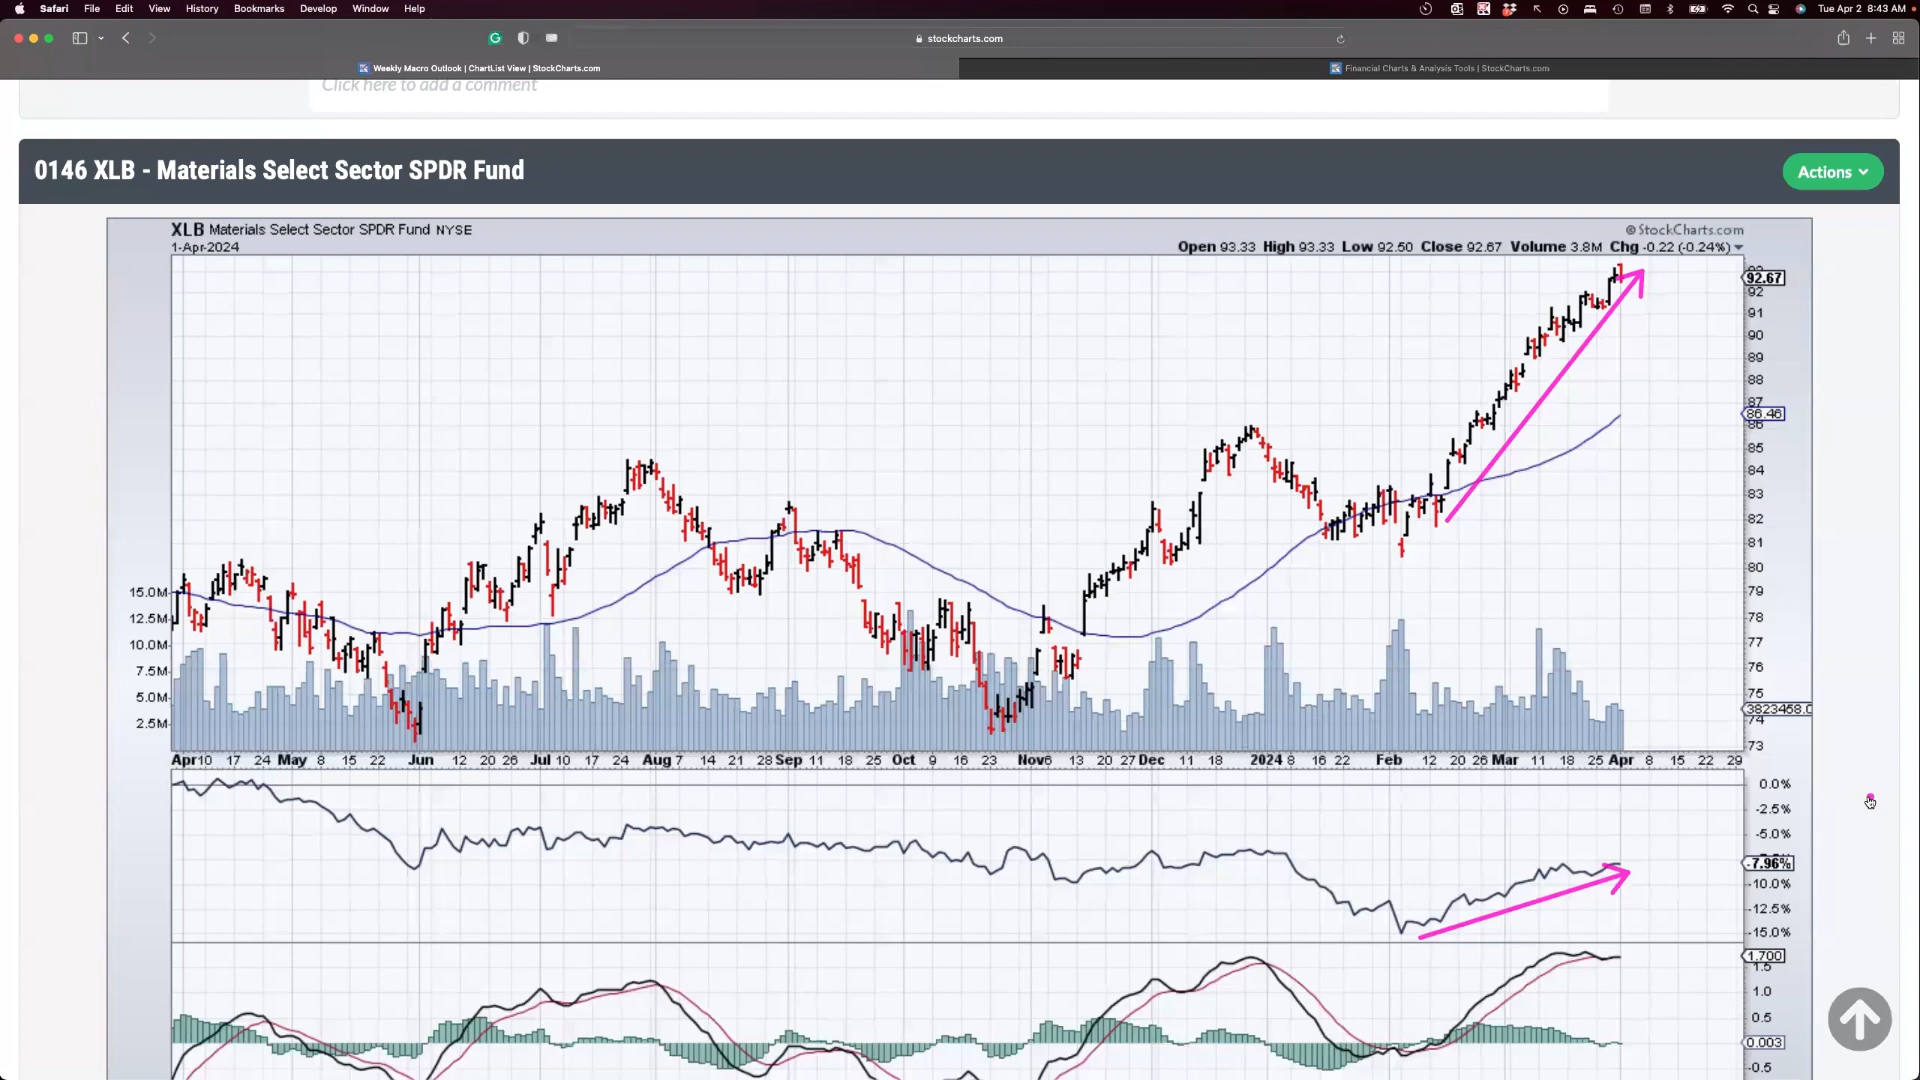 Safari File Edit View History Bookmarks Develop Window Help Tue Apr 2 8:43 AM
stockcharts.com
Weekly Macro Outlook | ChartList View | StockCharts.com Financial Charts & Analysis Tools | StockCharts.com
Click here to add a comment
0146 XLB - Materials Select Sector SPDR Fund
Actions
XLB Materials Select Sector SPDR Fund NYSE
© StockCharts.com
1-Apr-2024
Open 93.33 High 93.33 Low 92.50 Close 92.67 Volume 3.8M Chg -0.22 (-0.24%)
92.67
92
91
90
89
88
87
86.46
86
85
84
83
82
81
80
79
78
77
76
75
3823458.0
74
73
15.0M
12.5M
10.0M
7.5M
5.0M
2.5M
Apr 10 17 24 May 8 15 22 Jun 12 20 26 Jul 10 17 24 Aug 7 14 21 28 Sep 11 18 25 Oct 9 16 23 Nov 6 13 20 27 Dec 11 18 2024 8 16 22 Feb 12 20 26 Mar 11 18 25 Apr 8 15 22 29
0.0%
-2.5%
-5.0%
-7.96%
-10.0%
-12.5%
-15.0%
1.700
1.5
1.0
0.5
0.003
-0.5